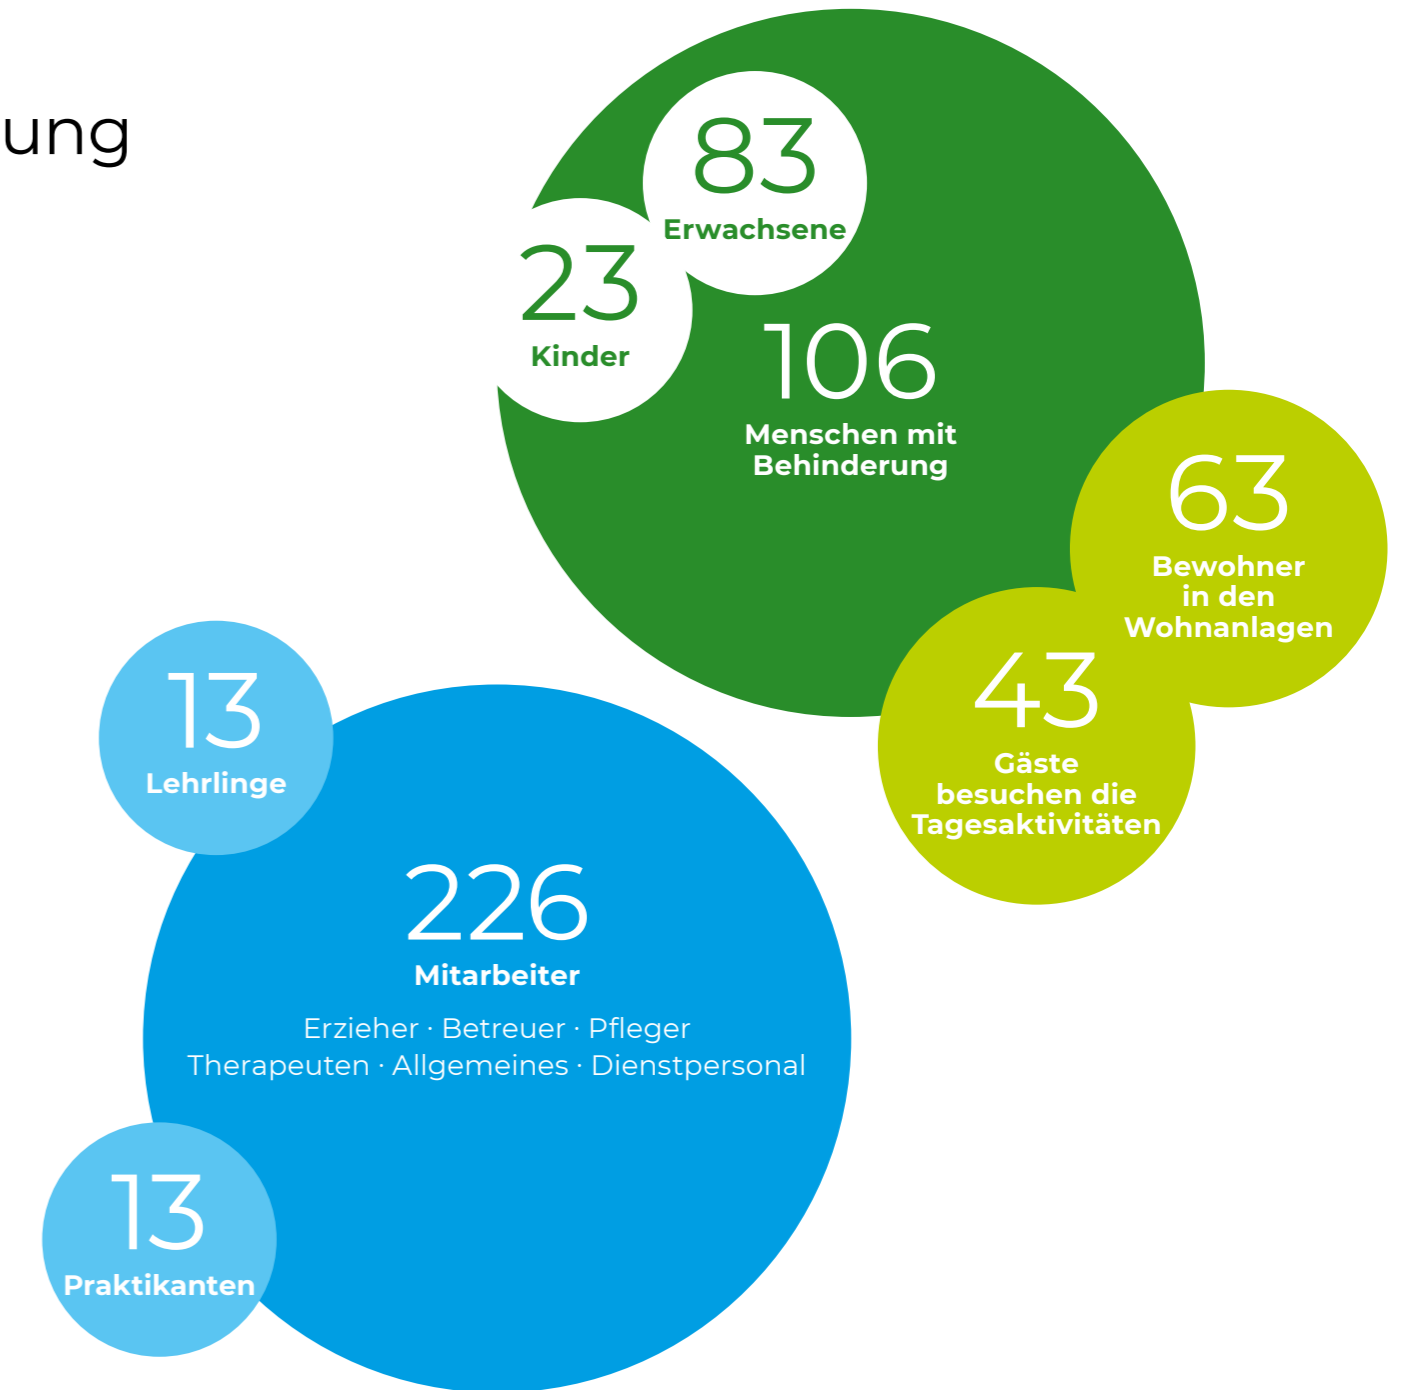 ung
83
Erwachsene
23
Kinder
106
Menschen mit
Behinderung
63
Bewohner
in den
Wohnanlagen
43
Gäste
besuchen die
Tagesaktivitäten
13
Lehrlinge
226
Mitarbeiter
Erzieher · Betreuer · Pfleger
Therapeuten · Allgemeines · Dienstpersonal
13
Praktikanten